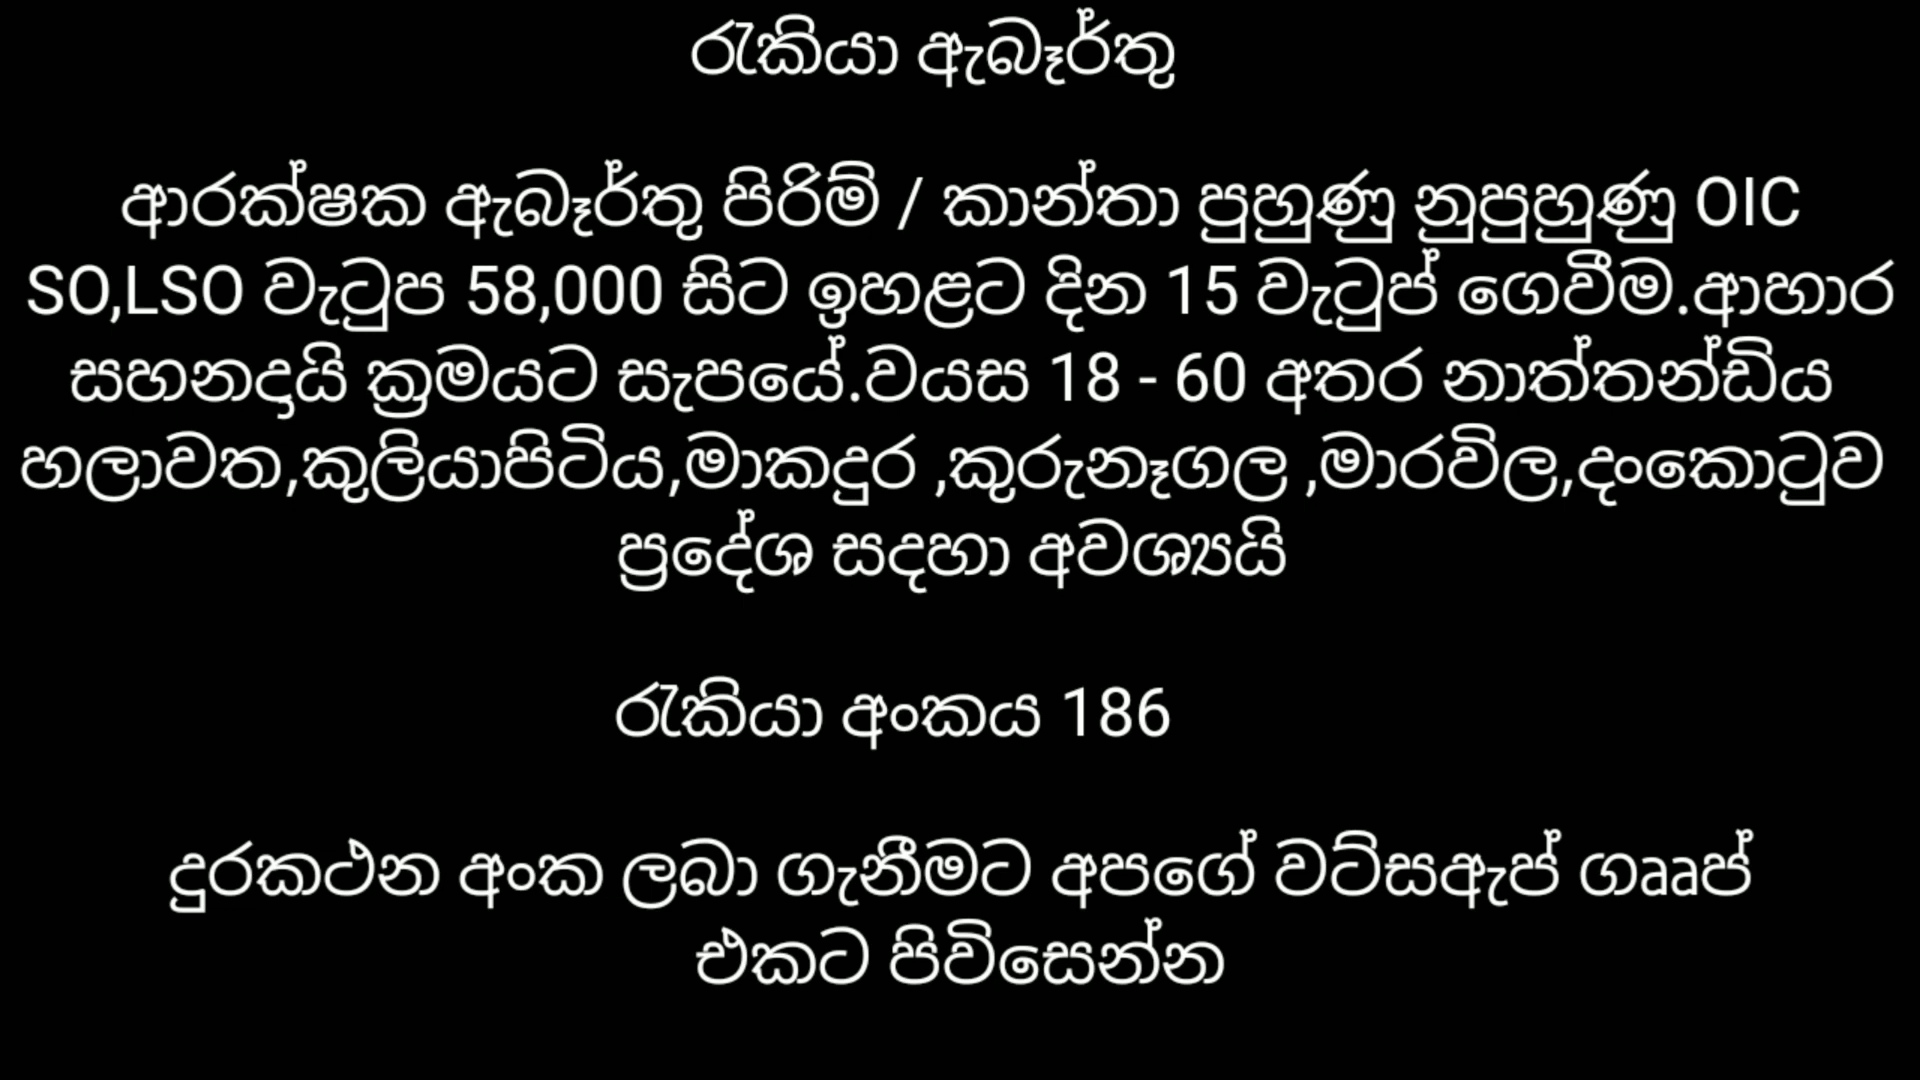 රැකියා ඇබෑර්තු
ආරක්ෂක ඇබෑර්තු පිරිමි / කාන්තා පුහුණු නුපුහුණු OIC
SO,LSO වැටුප 58,000 සිට ඉහළට දින 15 වැටුප් ගෙවීම.ආහාර
සහනදායි ක්‍රමයට සැපයේ.වයස 18 - 60 අතර නාත්තන්ඩිය
හලාවත,කුලියාපිටිය,මාකදුර ,කුරුනෑගල ,මාරවිල,දංකොටුව
ප්‍රදේශ සදහා අවශ්‍යයි
රැකියා අංකය 186
දුරකථන අංක ලබා ගැනීමට අපගේ වට්සඇප් ගෲප්
එකට පිවිසෙන්න